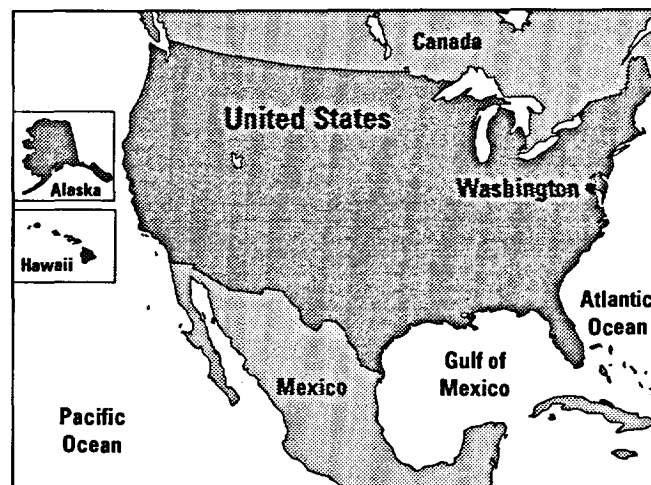 Canada
United States
Alaska
Washington
Hawaii
Atlantic
Ocean
Gulf of
Mexico
Mexico
Pacific
Ocean